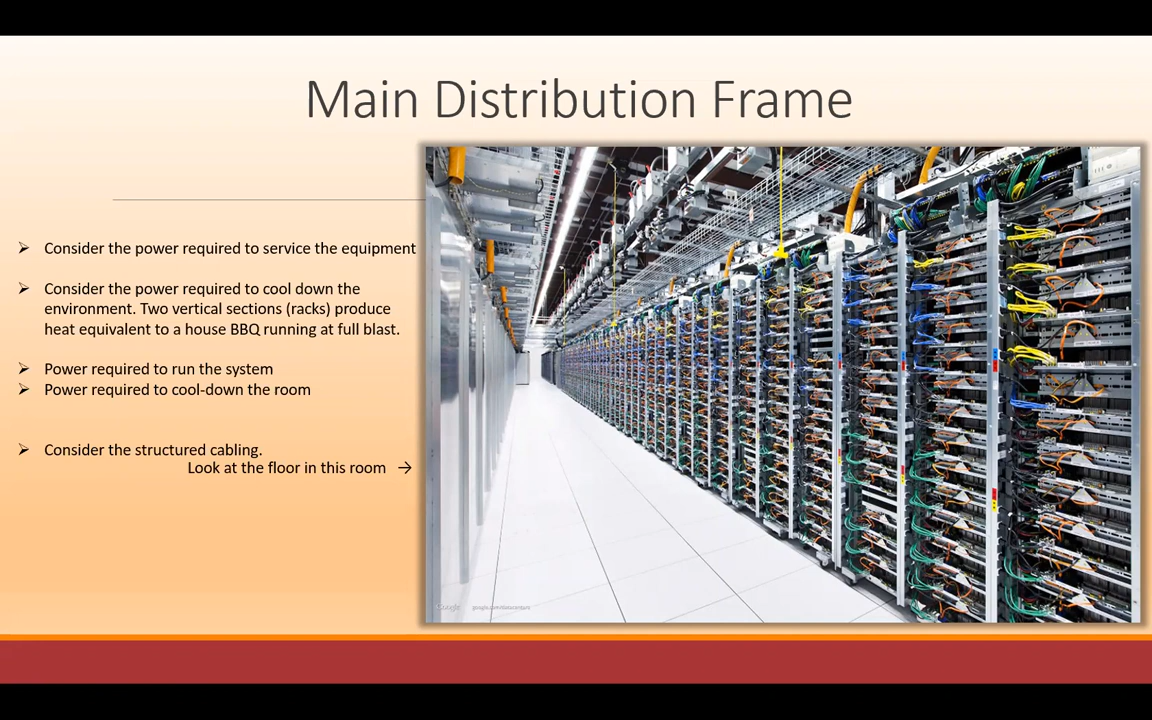 Main Distribution Frame
➢ Consider the power required to service the equipment
➢ Consider the power required to cool down the
environment. Two vertical sections (racks) produce
heat equivalent to a house BBQ running at full blast.
➢ Power required to run the system
➢ Power required to cool-down the room
➢ Consider the structured cabling.
Look at the floor in this room →
Google